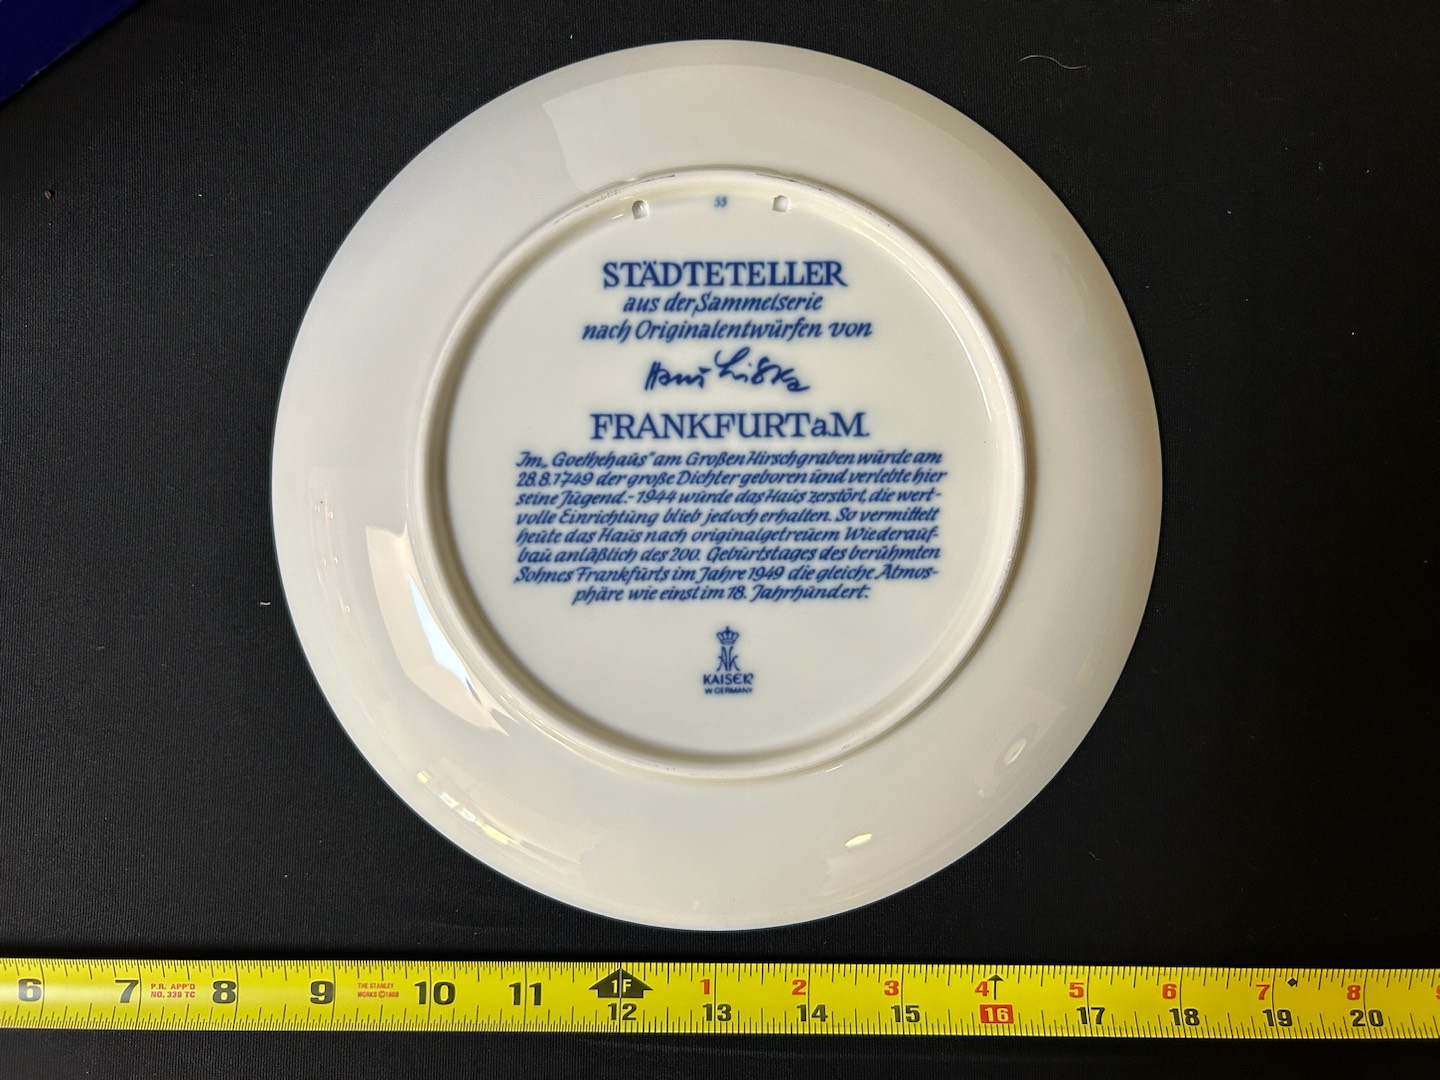 55
STÄDTETELLER
aus der Sammelserie
nach Originalentwürfen von
Hans Liska
FRANKFURT a M.
Im „Goethehaus" am Großen Hirschgraben wurde am
28.8.1749 der große Dichter geboren und verlebte hier
seine Jugend.- 1944 wurde das Haus zerstört, die wert-
volle Einrichtung blieb jedoch erhalten. So vermittelt
heute das Haus nach originalgetreuem Wiederauf-
bau anläßlich des 200. Geburtstages des berühmten
Sohnes Frankfurts im Jahre 1949 die gleiche Atmos-
phäre wie einst im 18. Jahrhundert.
AK
KAISER
W. GERMANY
1F 1 2 3 4 5 6 7 8 9
6 7 P.R. APP'D 8 9 THE STANLEY 10 11 12 13 14 15 16 17 18 19 20
NO. 339 TC WORKS ©1988